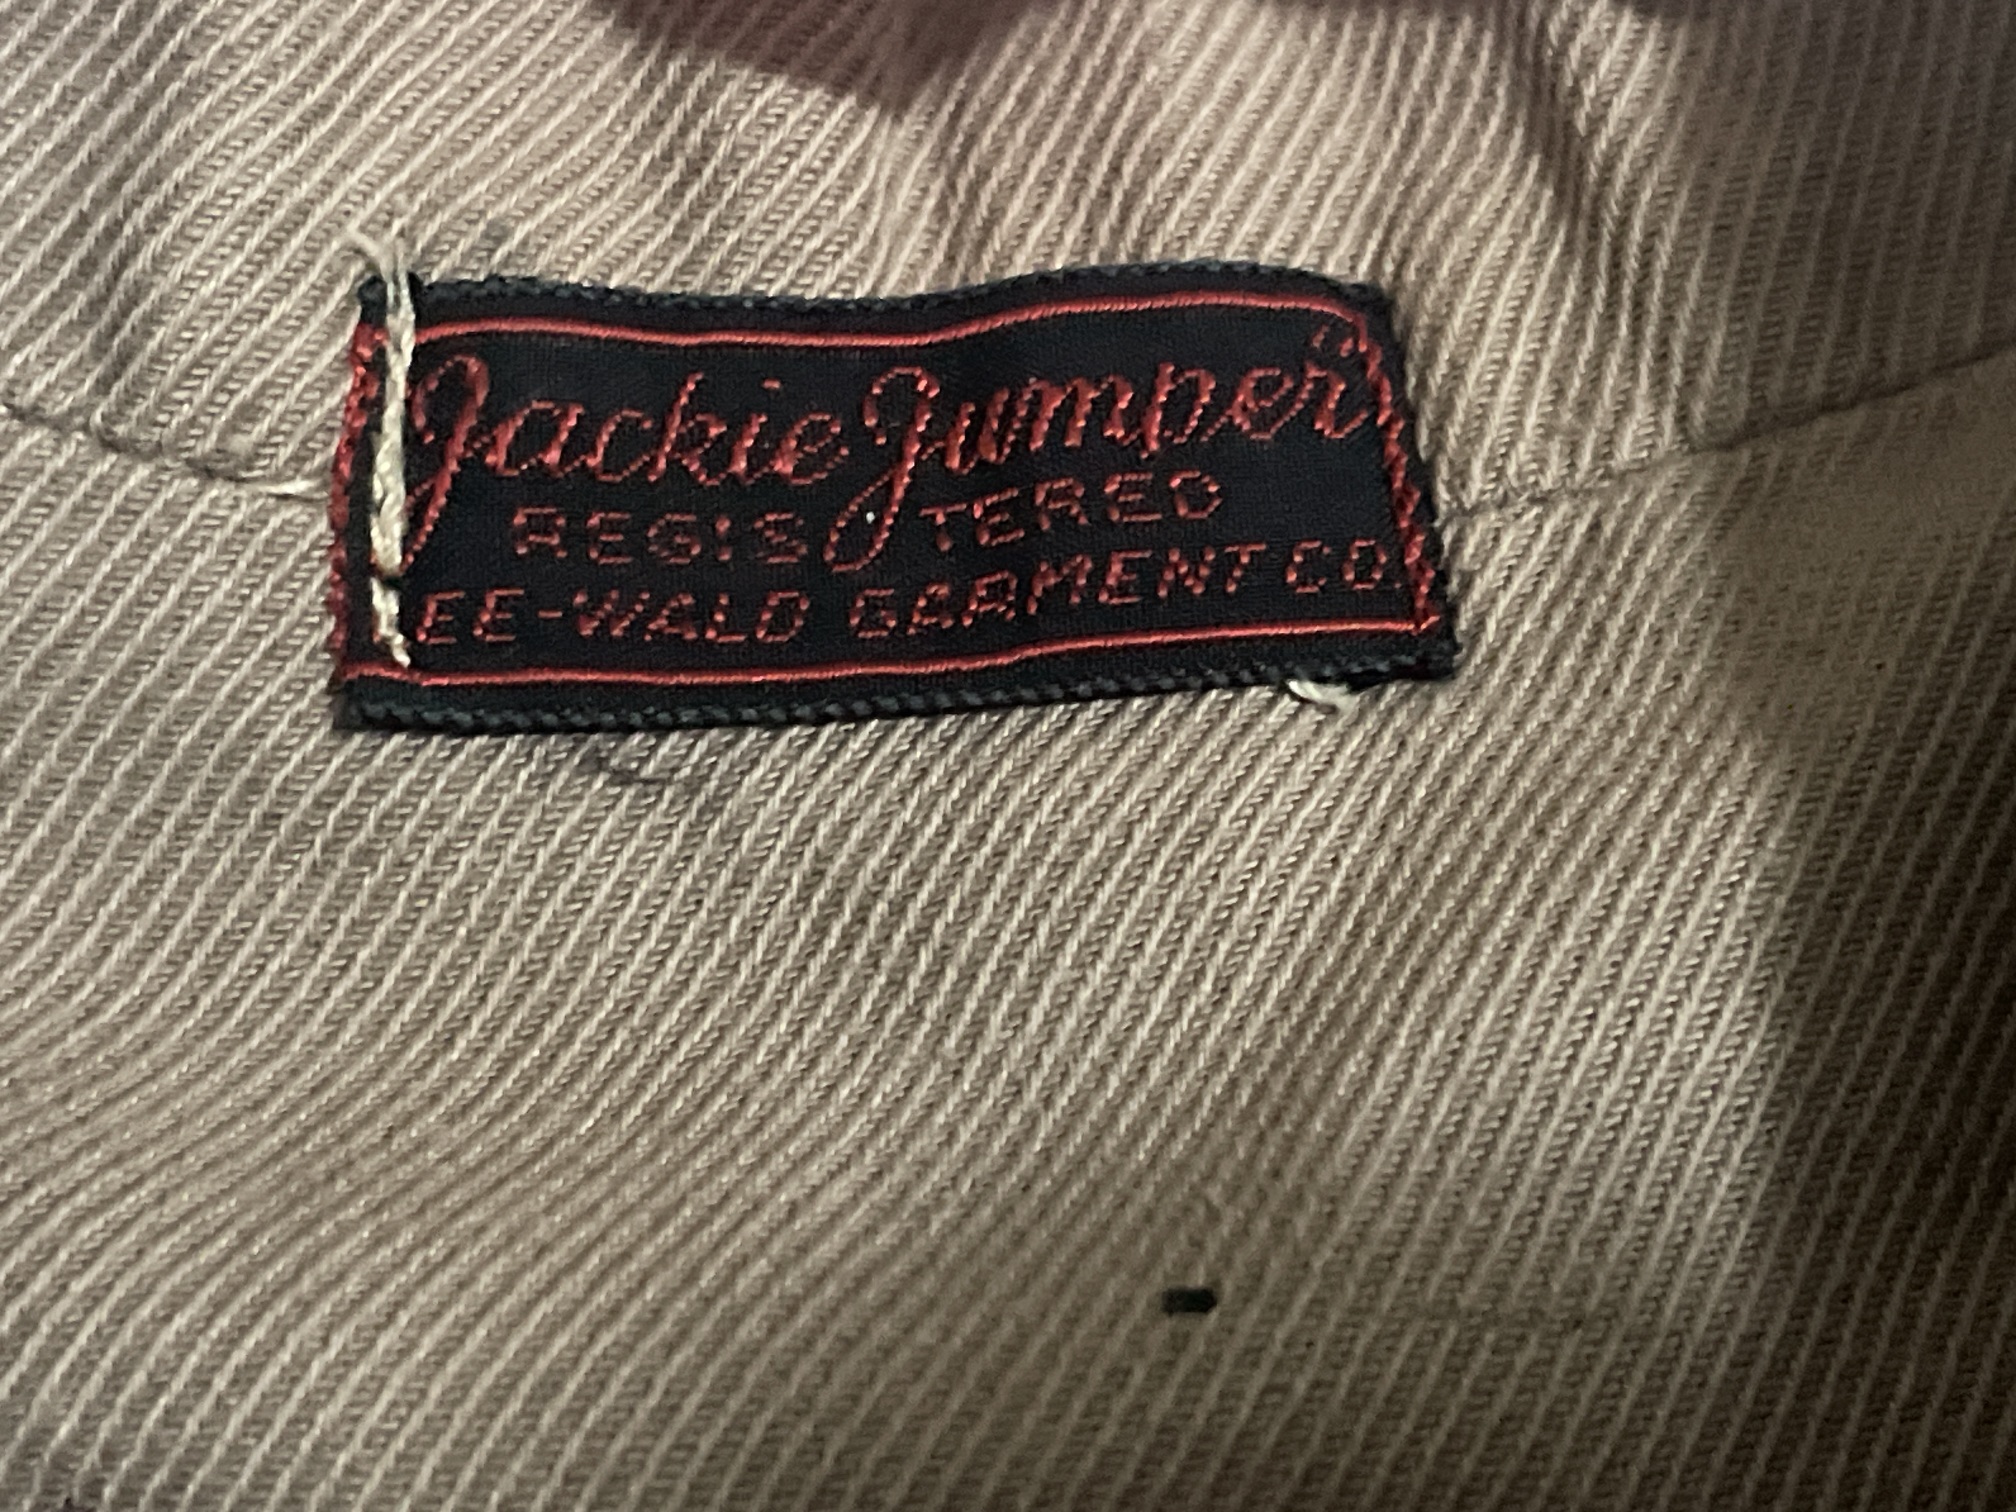 "Jackie Jumper"
REGISTERED
EE-WALD GARMENT CO.